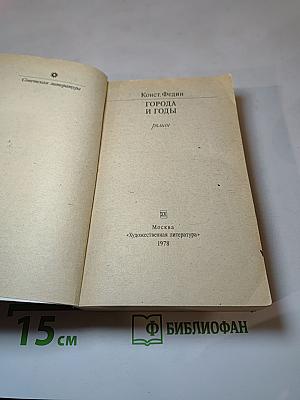 Советская литература
Конст. Федин
ГОРОДА
И ГОДЫ
роман
Москва
«Художественная литература»
1978
15 см
Ф БИБЛИОФАН